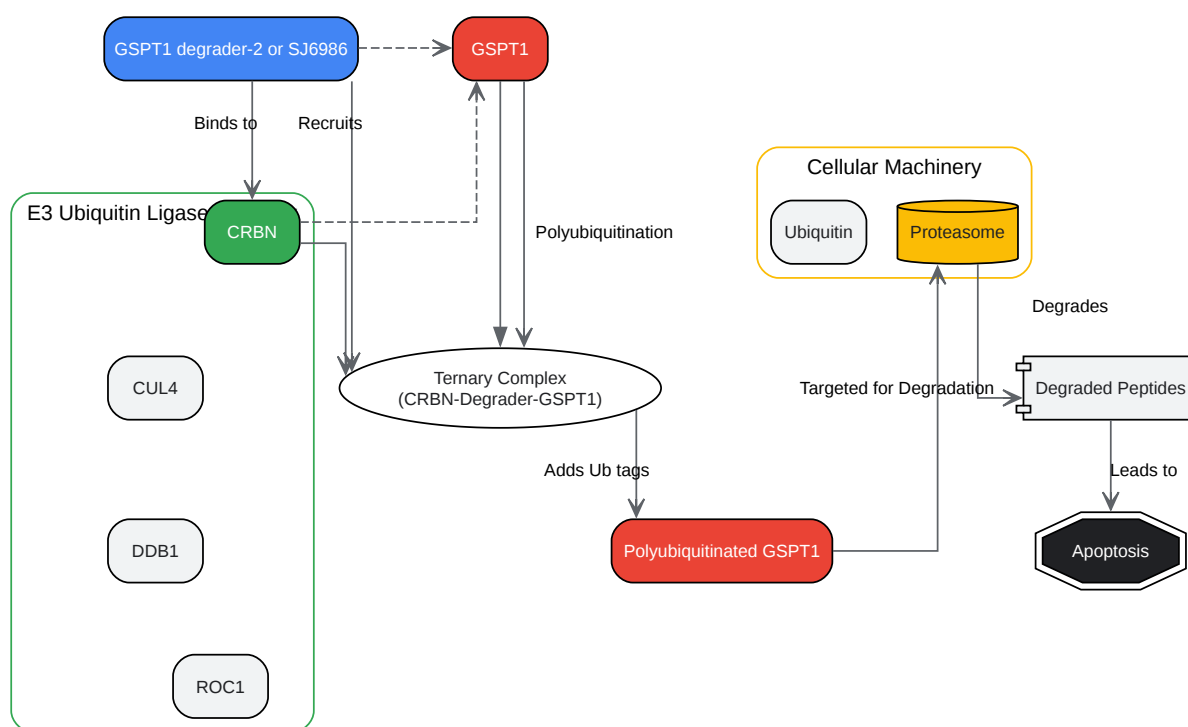 GSPT1 degrader-2 or SJ6986
GSPT1
Binds to
Recruits
Cellular Machinery
E3 Ubiquitin Ligase
CRBN
Polyubiquitination
Ubiquitin
Proteasome
Degrades
CUL4
Ternary Complex
(CRBN-Degrader-GSPT1)
Targeted for Degradation
Degraded Peptides
Adds Ub tags
Leads to
DDB1
Polyubiquitinated GSPT1
Apoptosis
ROC1